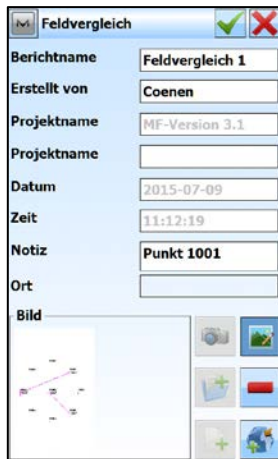 Feldvergleich
Berichtname Feldvergleich 1
Erstellt von Coenen
Projektname MF-Version 3.1
Projektname
Datum 2015-07-09
Zeit 11:12:19
Notiz Punkt 1001
Ort
Bild